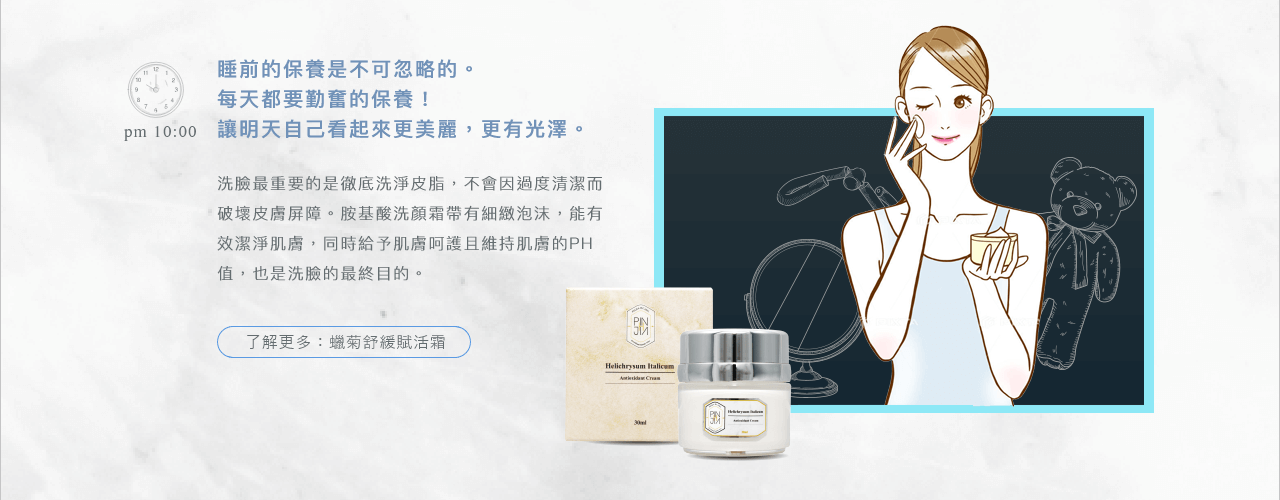 睡前的保養是不可忽略的。
每天都要勤奮的保養！
讓明天自己看起來更美麗，更有光澤。
pm 10:00
洗臉最重要的是徹底洗淨皮脂，不會因過度清潔而
破壞皮膚屏障。胺基酸洗顏霜帶有細緻泡沫，能有
效潔淨肌膚，同時給予肌膚呵護且維持肌膚的PH
值，也是洗臉的最終目的。
了解更多：蠟菊舒緩賦活霜
PIN
JIN
Helichrysum Italicum
Antioxidant Cream
30ml
PIN
JIN
Helichrysum Italicum
Antioxidant Cream